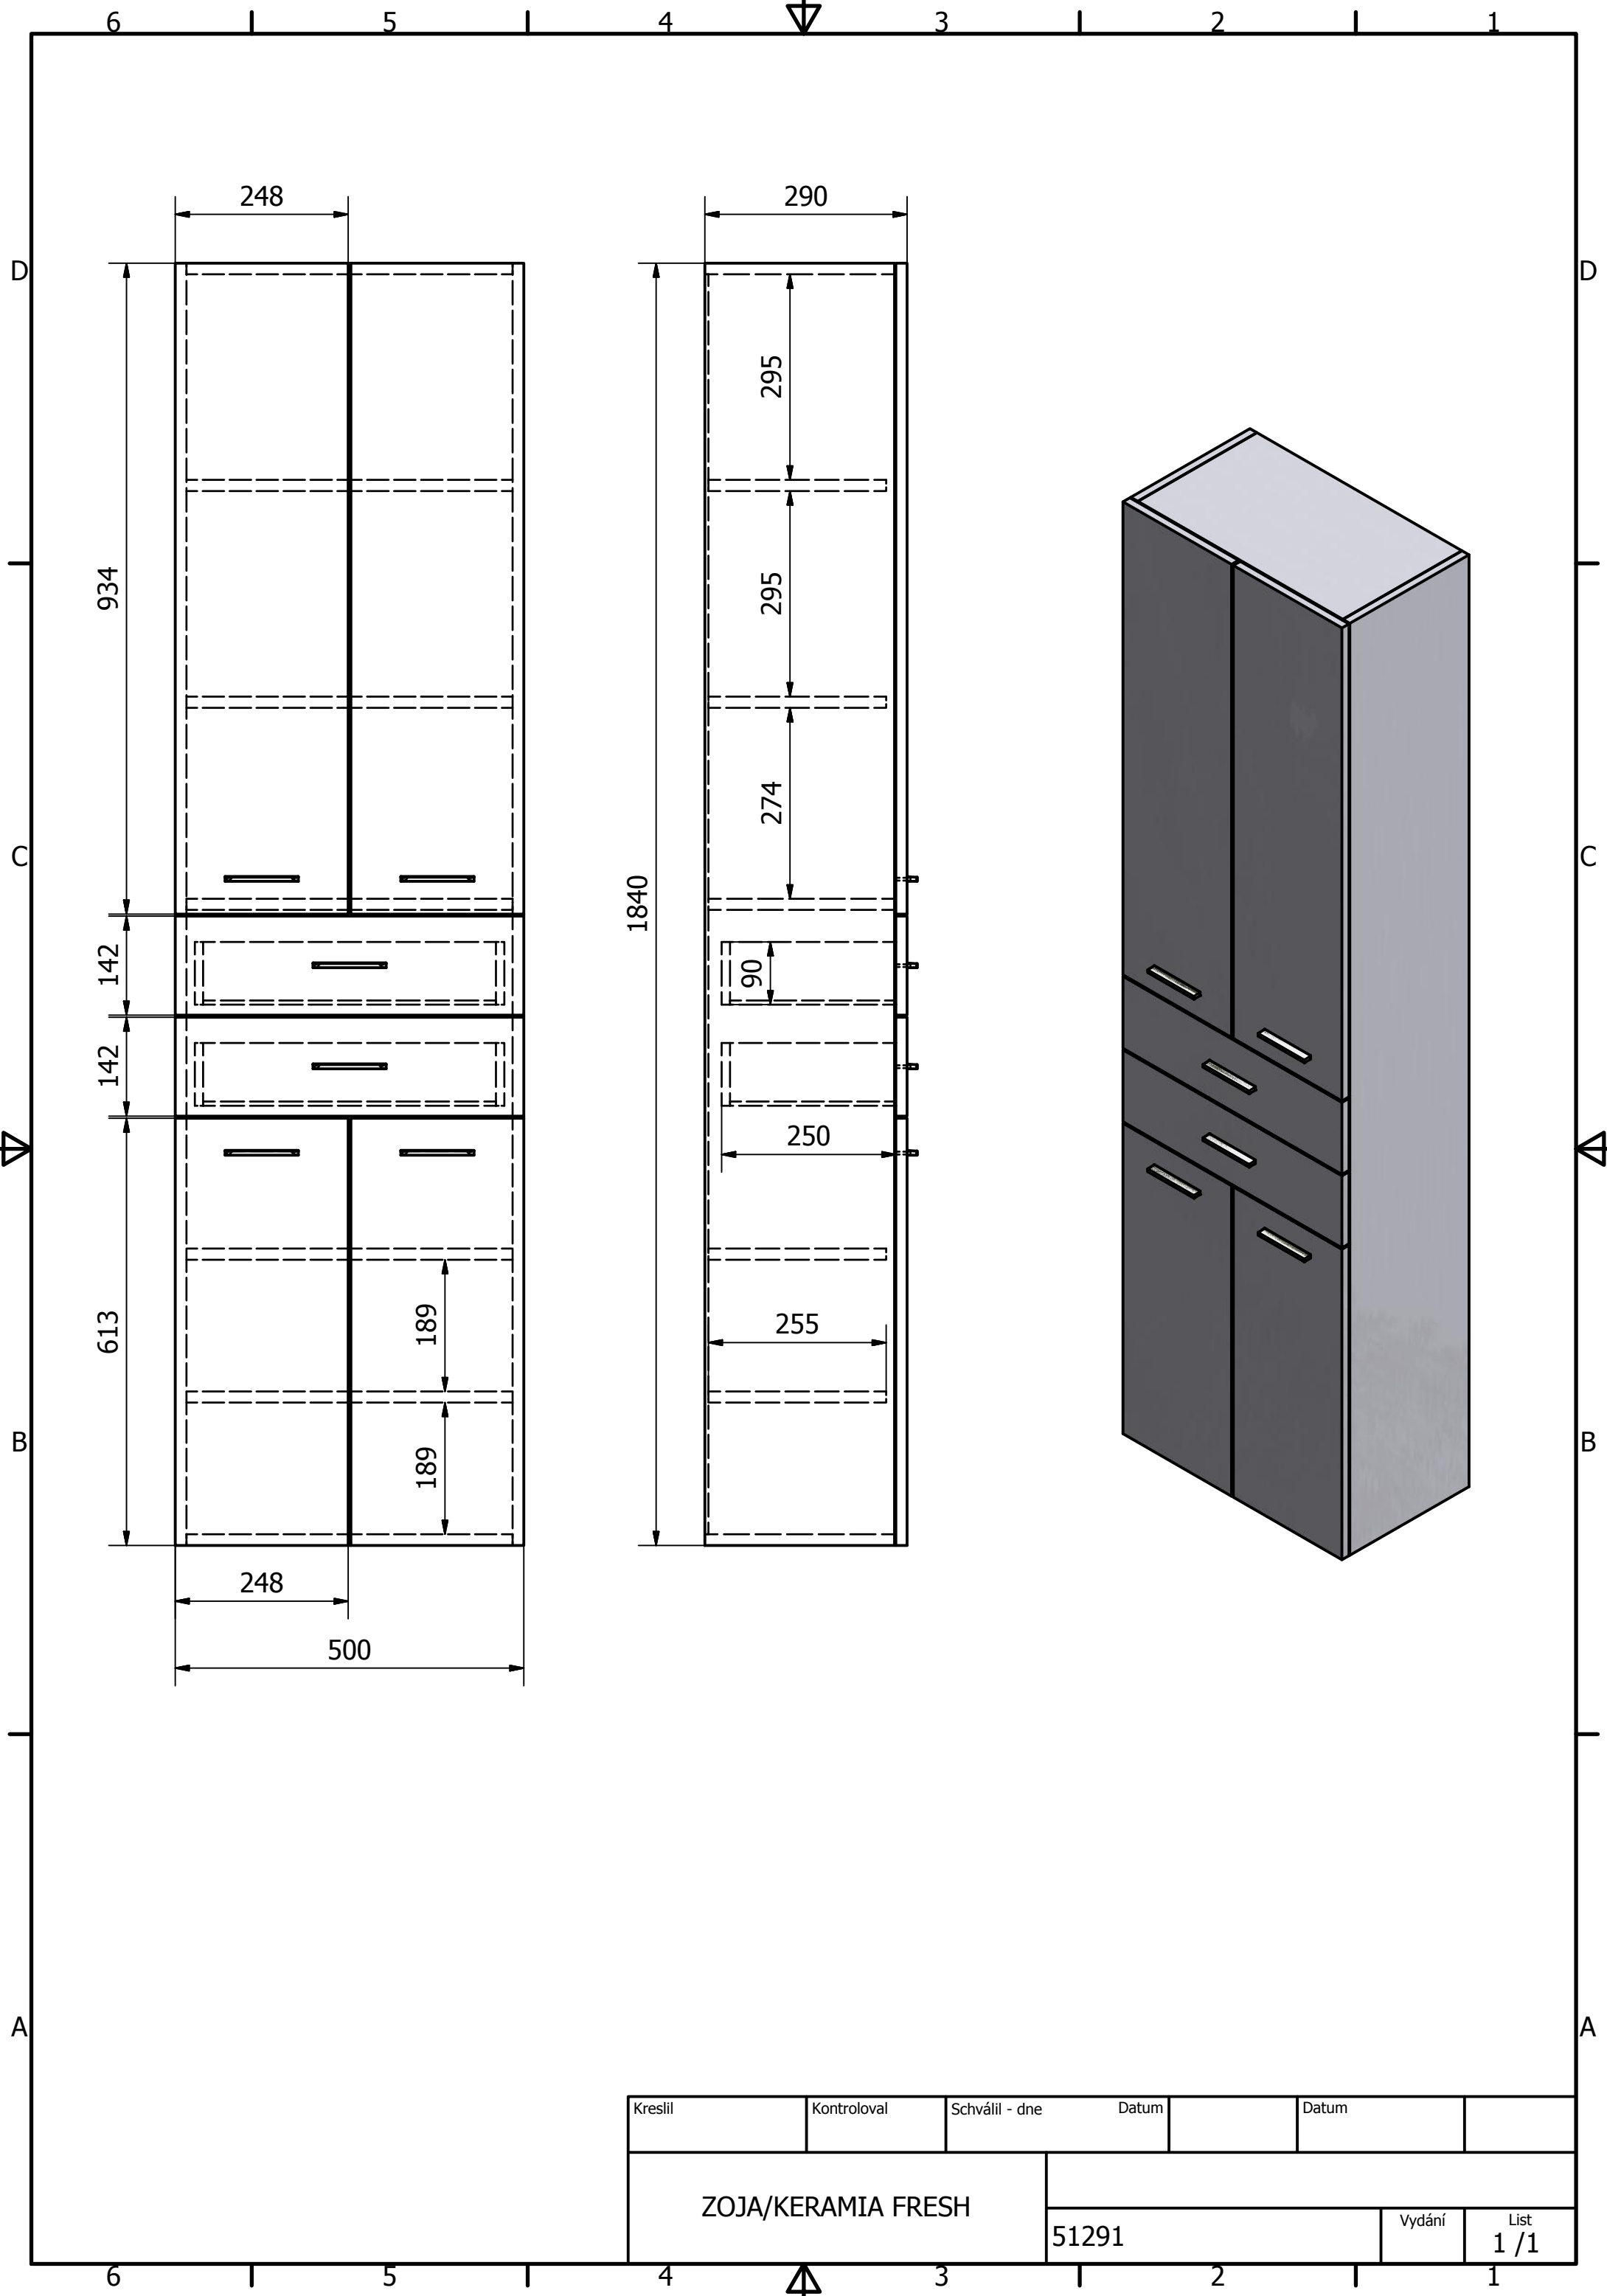 6 5 4 3 2 1
248 290
D D
295
934 295
274
C C
1840
142 90
142
250
613 189 255
B B
189
248
500
A A
Kreslil Kontroloval Schválil - dne Datum Datum
ZOJA/KERAMIA FRESH
Vydání List
51291 1 /1
6 5 4 3 2 1